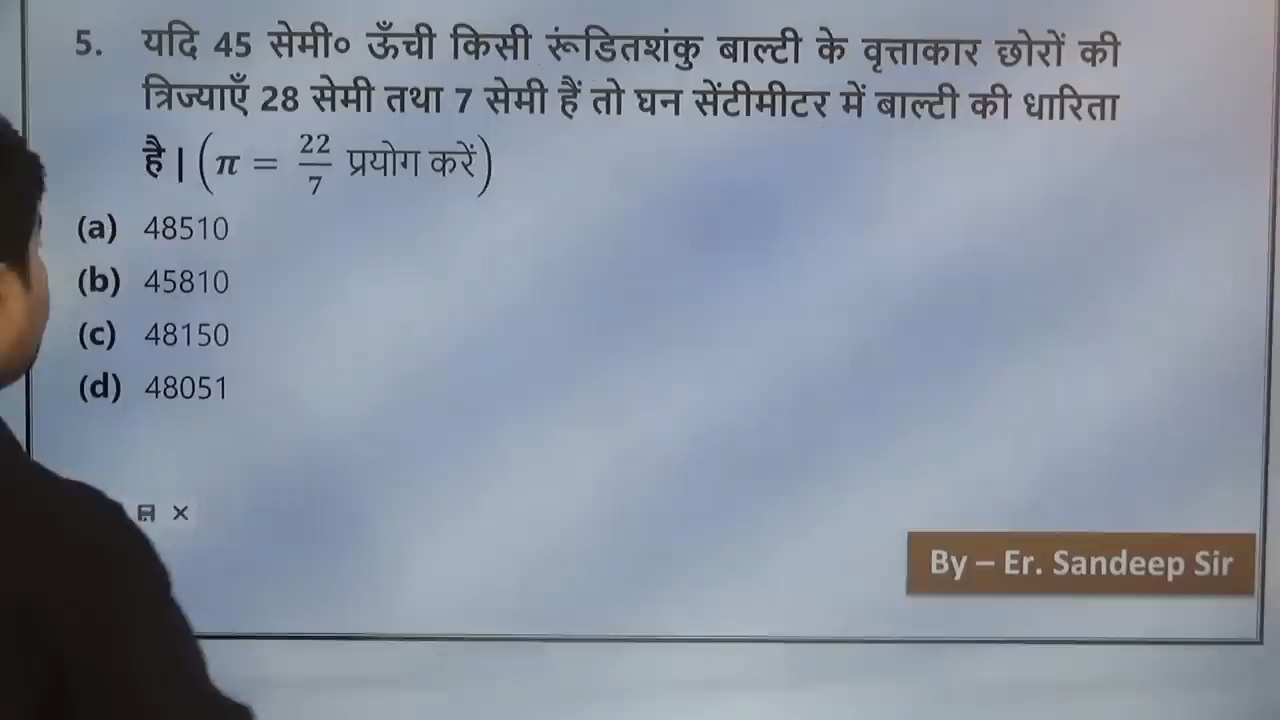 5. यदि 45 सेमी० ऊँची किसी रूंडितशंकु बाल्टी के वृत्ताकार छोरों की
त्रिज्याएँ 28 सेमी तथा 7 सेमी हैं तो घन सेंटीमीटर में बाल्टी की धारिता
है | (π = 22/7 प्रयोग करें)
(a) 48510
(b) 45810
(c) 48150
(d) 48051
By – Er. Sandeep Sir